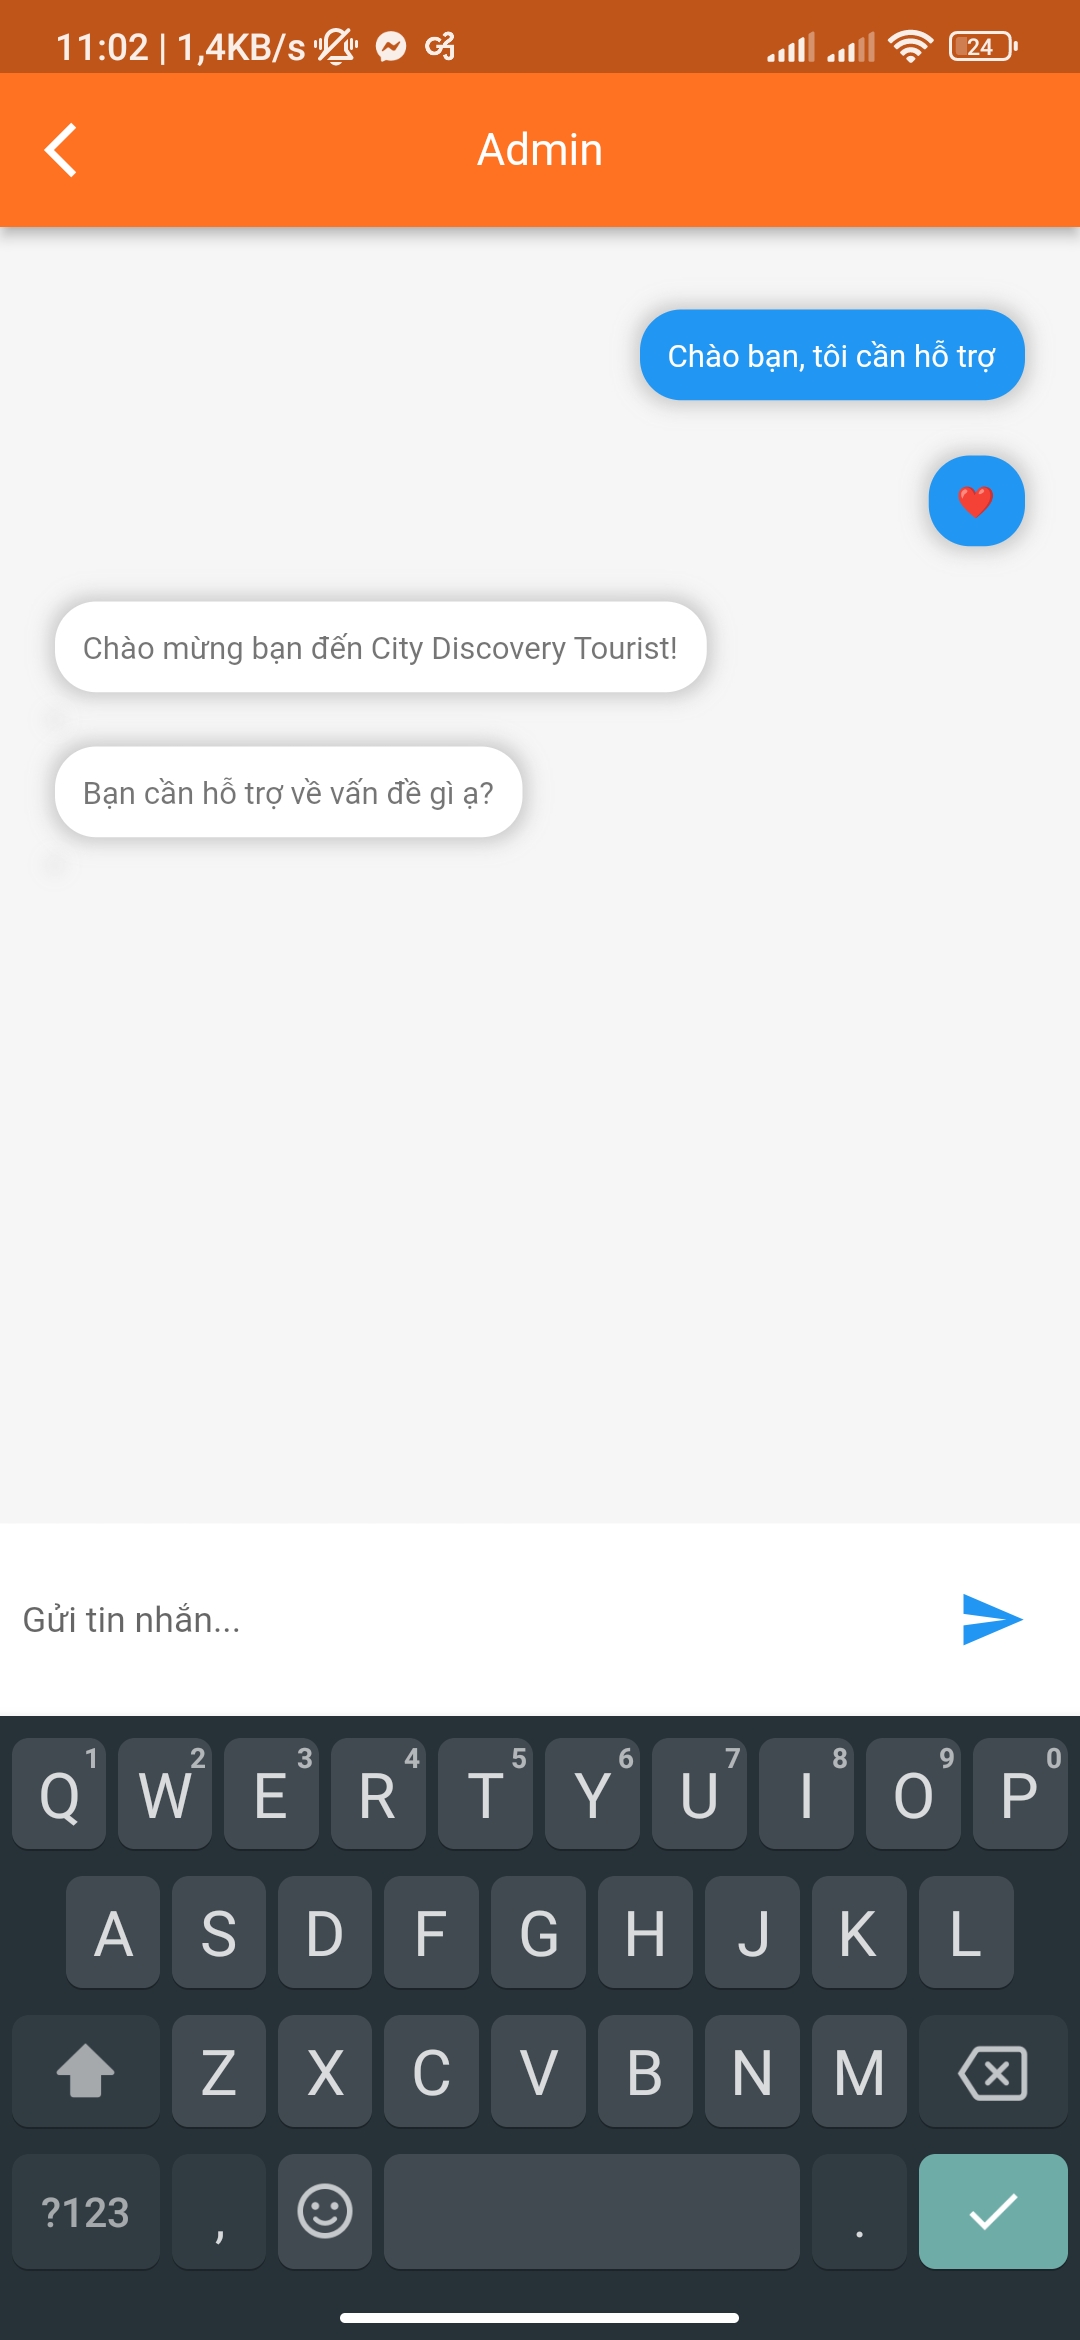 11:02 | 1,4KB/s
24
Admin
Chào bạn, tôi cần hỗ trợ
❤️
Chào mừng bạn đến City Discovery Tourist!
Bạn cần hỗ trợ về vấn đề gì ạ?
Gửi tin nhắn...
1 2 3 4 5 6 7 8 9 0
Q W E R T Y U I O P
A S D F G H J K L
Z X C V B N M
?123 , .